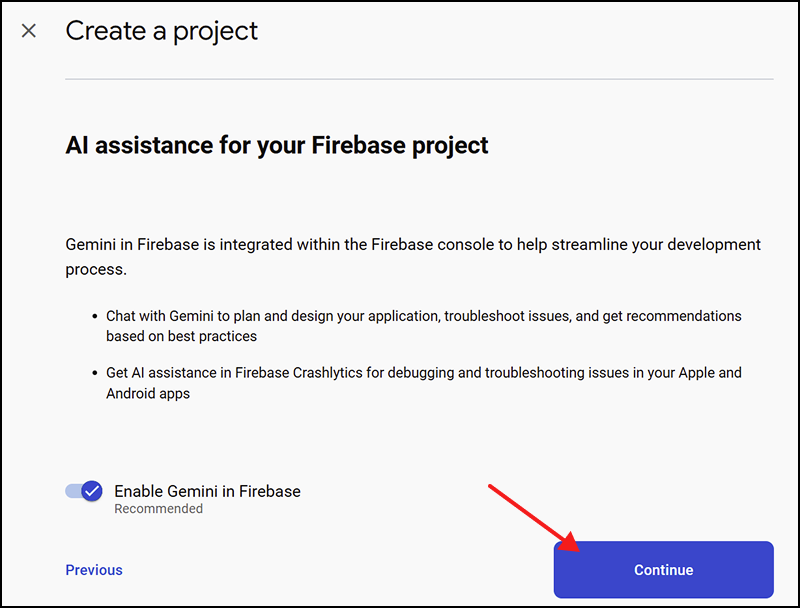 Create a project
AI assistance for your Firebase project
Gemini in Firebase is integrated within the Firebase console to help streamline your development
process.
• Chat with Gemini to plan and design your application, troubleshoot issues, and get recommendations
based on best practices
• Get AI assistance in Firebase Crashlytics for debugging and troubleshooting issues in your Apple and
Android apps
Enable Gemini in Firebase
Recommended
Previous
Continue